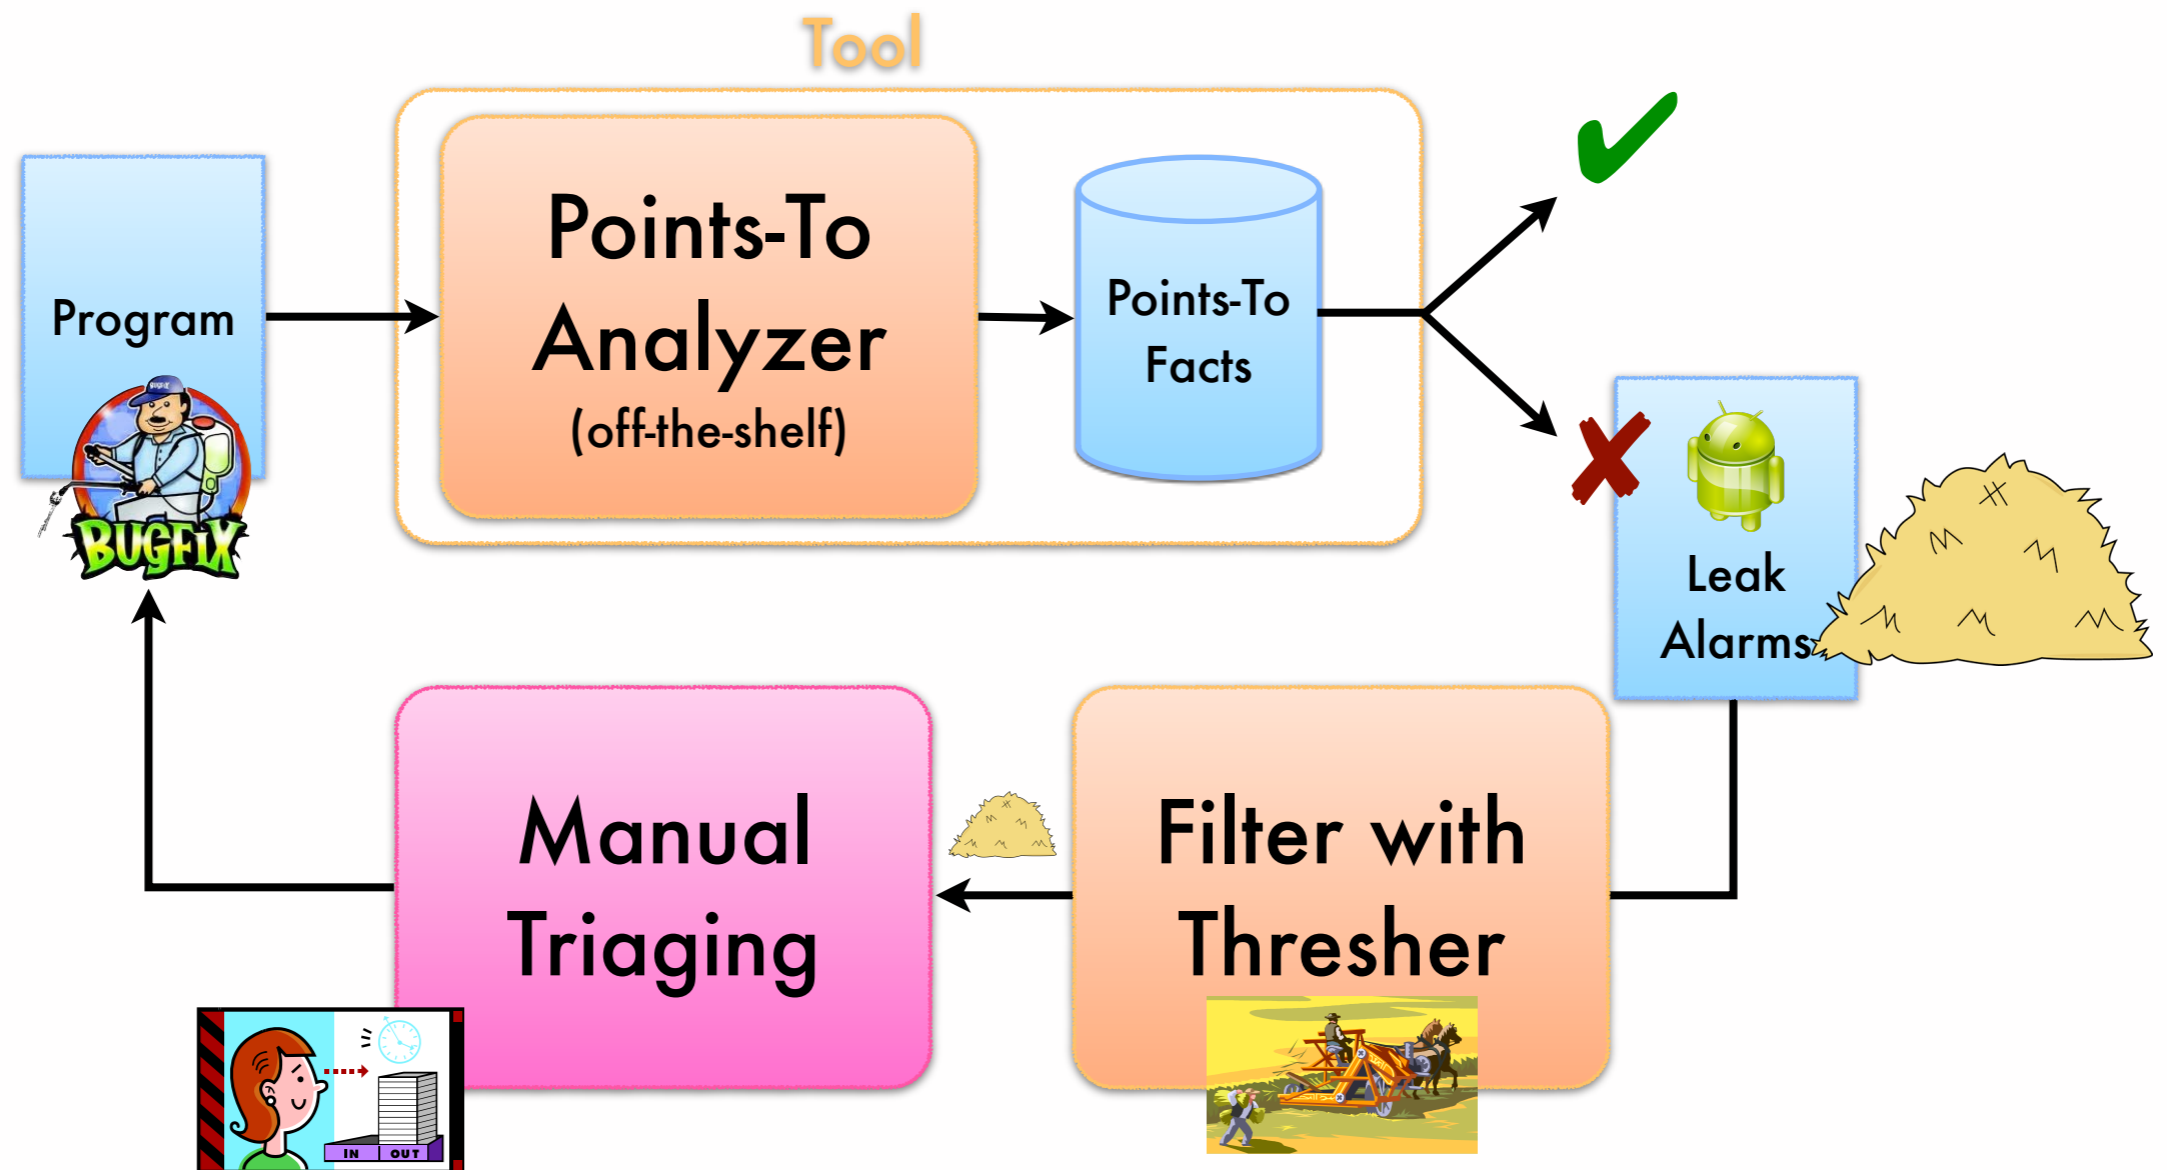 Tool
Program
BUGFIX
BUGFIX
Points-To
Analyzer
(off-the-shelf)
Points-To
Facts
Leak
Alarms
Manual
Triaging
IN OUT
Filter with
Thresher